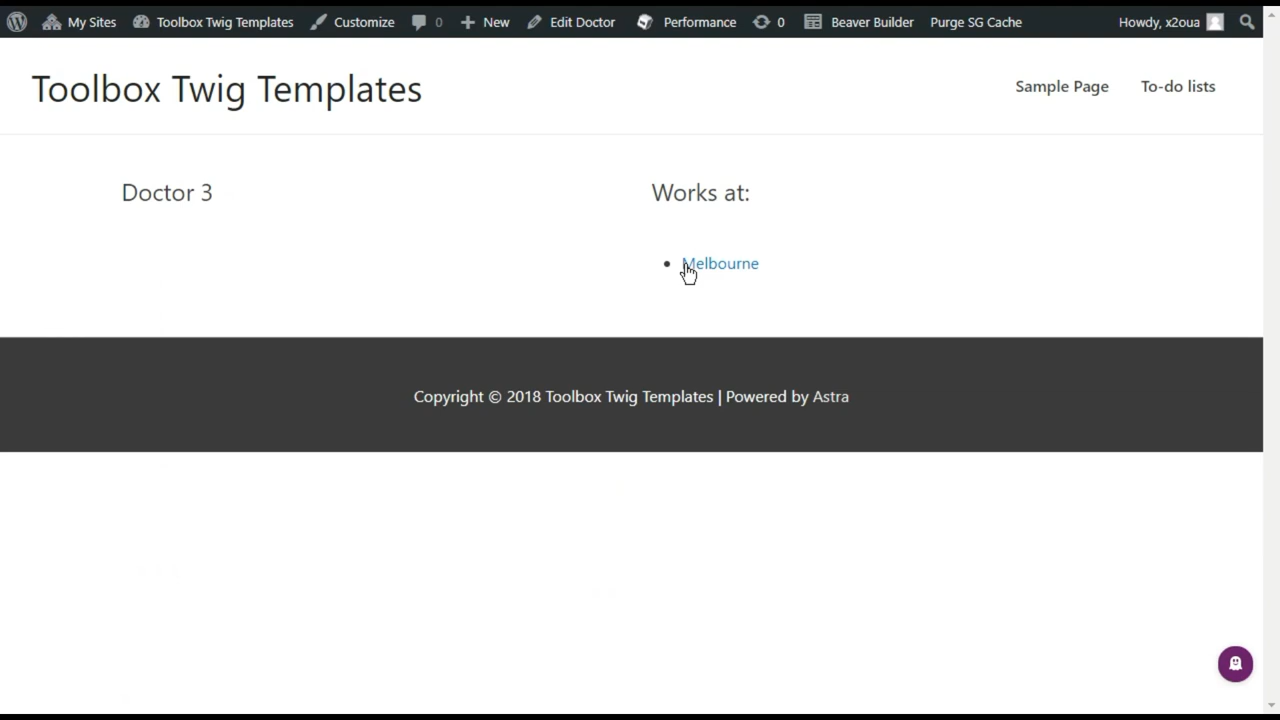 My Sites Toolbox Twig Templates Customize 0 New Edit Doctor Performance 0 Beaver Builder Purge SG Cache Howdy, x2oua
Toolbox Twig Templates
Sample Page To-do lists
Doctor 3
Works at:
Melbourne
Copyright © 2018 Toolbox Twig Templates | Powered by Astra